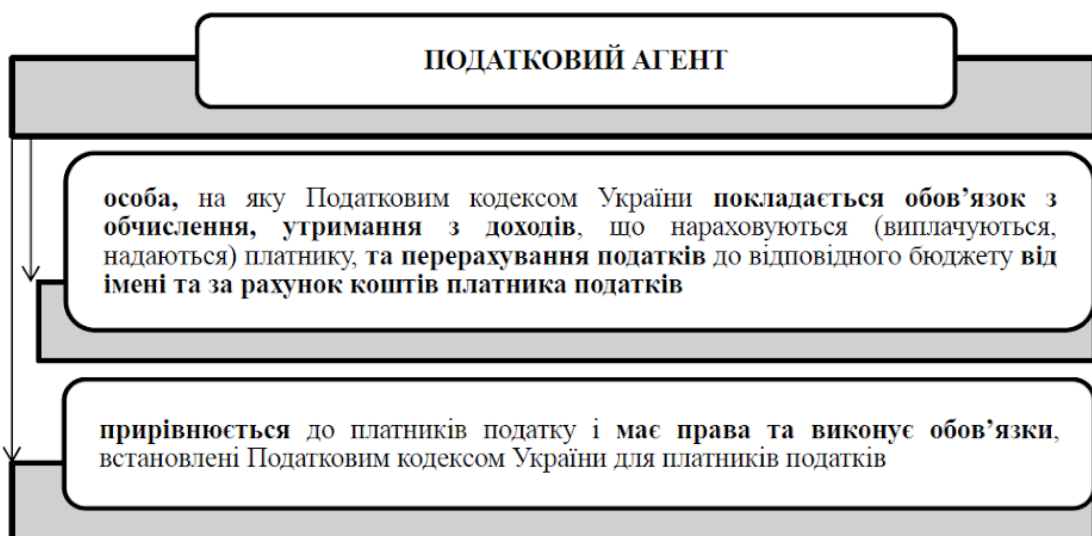 ПОДАТКОВИЙ АГЕНТ
особа, на яку Податковим кодексом України покладається обов’язок з
обчислення, утримання з доходів, що нараховуються (виплачуються,
надаються) платнику, та перерахування податків до відповідного бюджету від
імені та за рахунок коштів платника податків
прирівнюється до платників податку і має права та виконує обов’язки,
встановлені Податковим кодексом України для платників податків